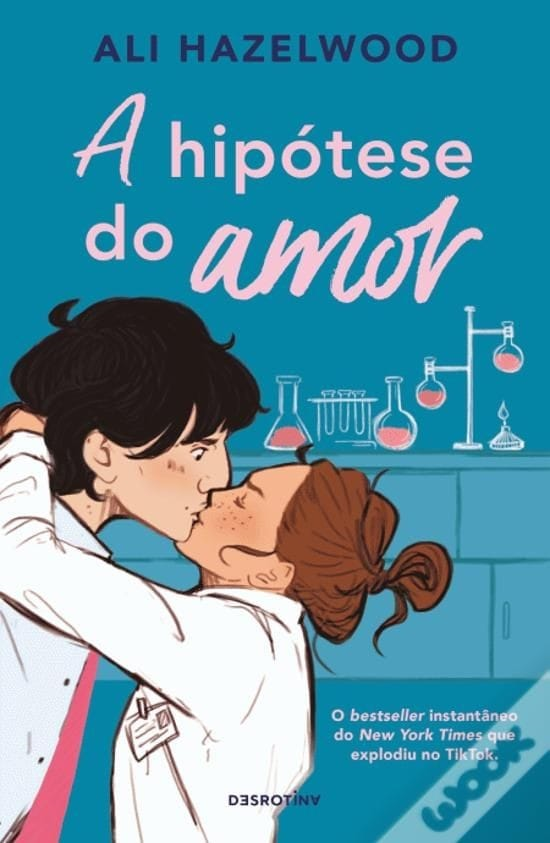 ALI HAZELWOOD
A hipótese
do amor
O bestseller instantâneo
do New York Times que
explodiu no TikTok.
DESROTINA
wook